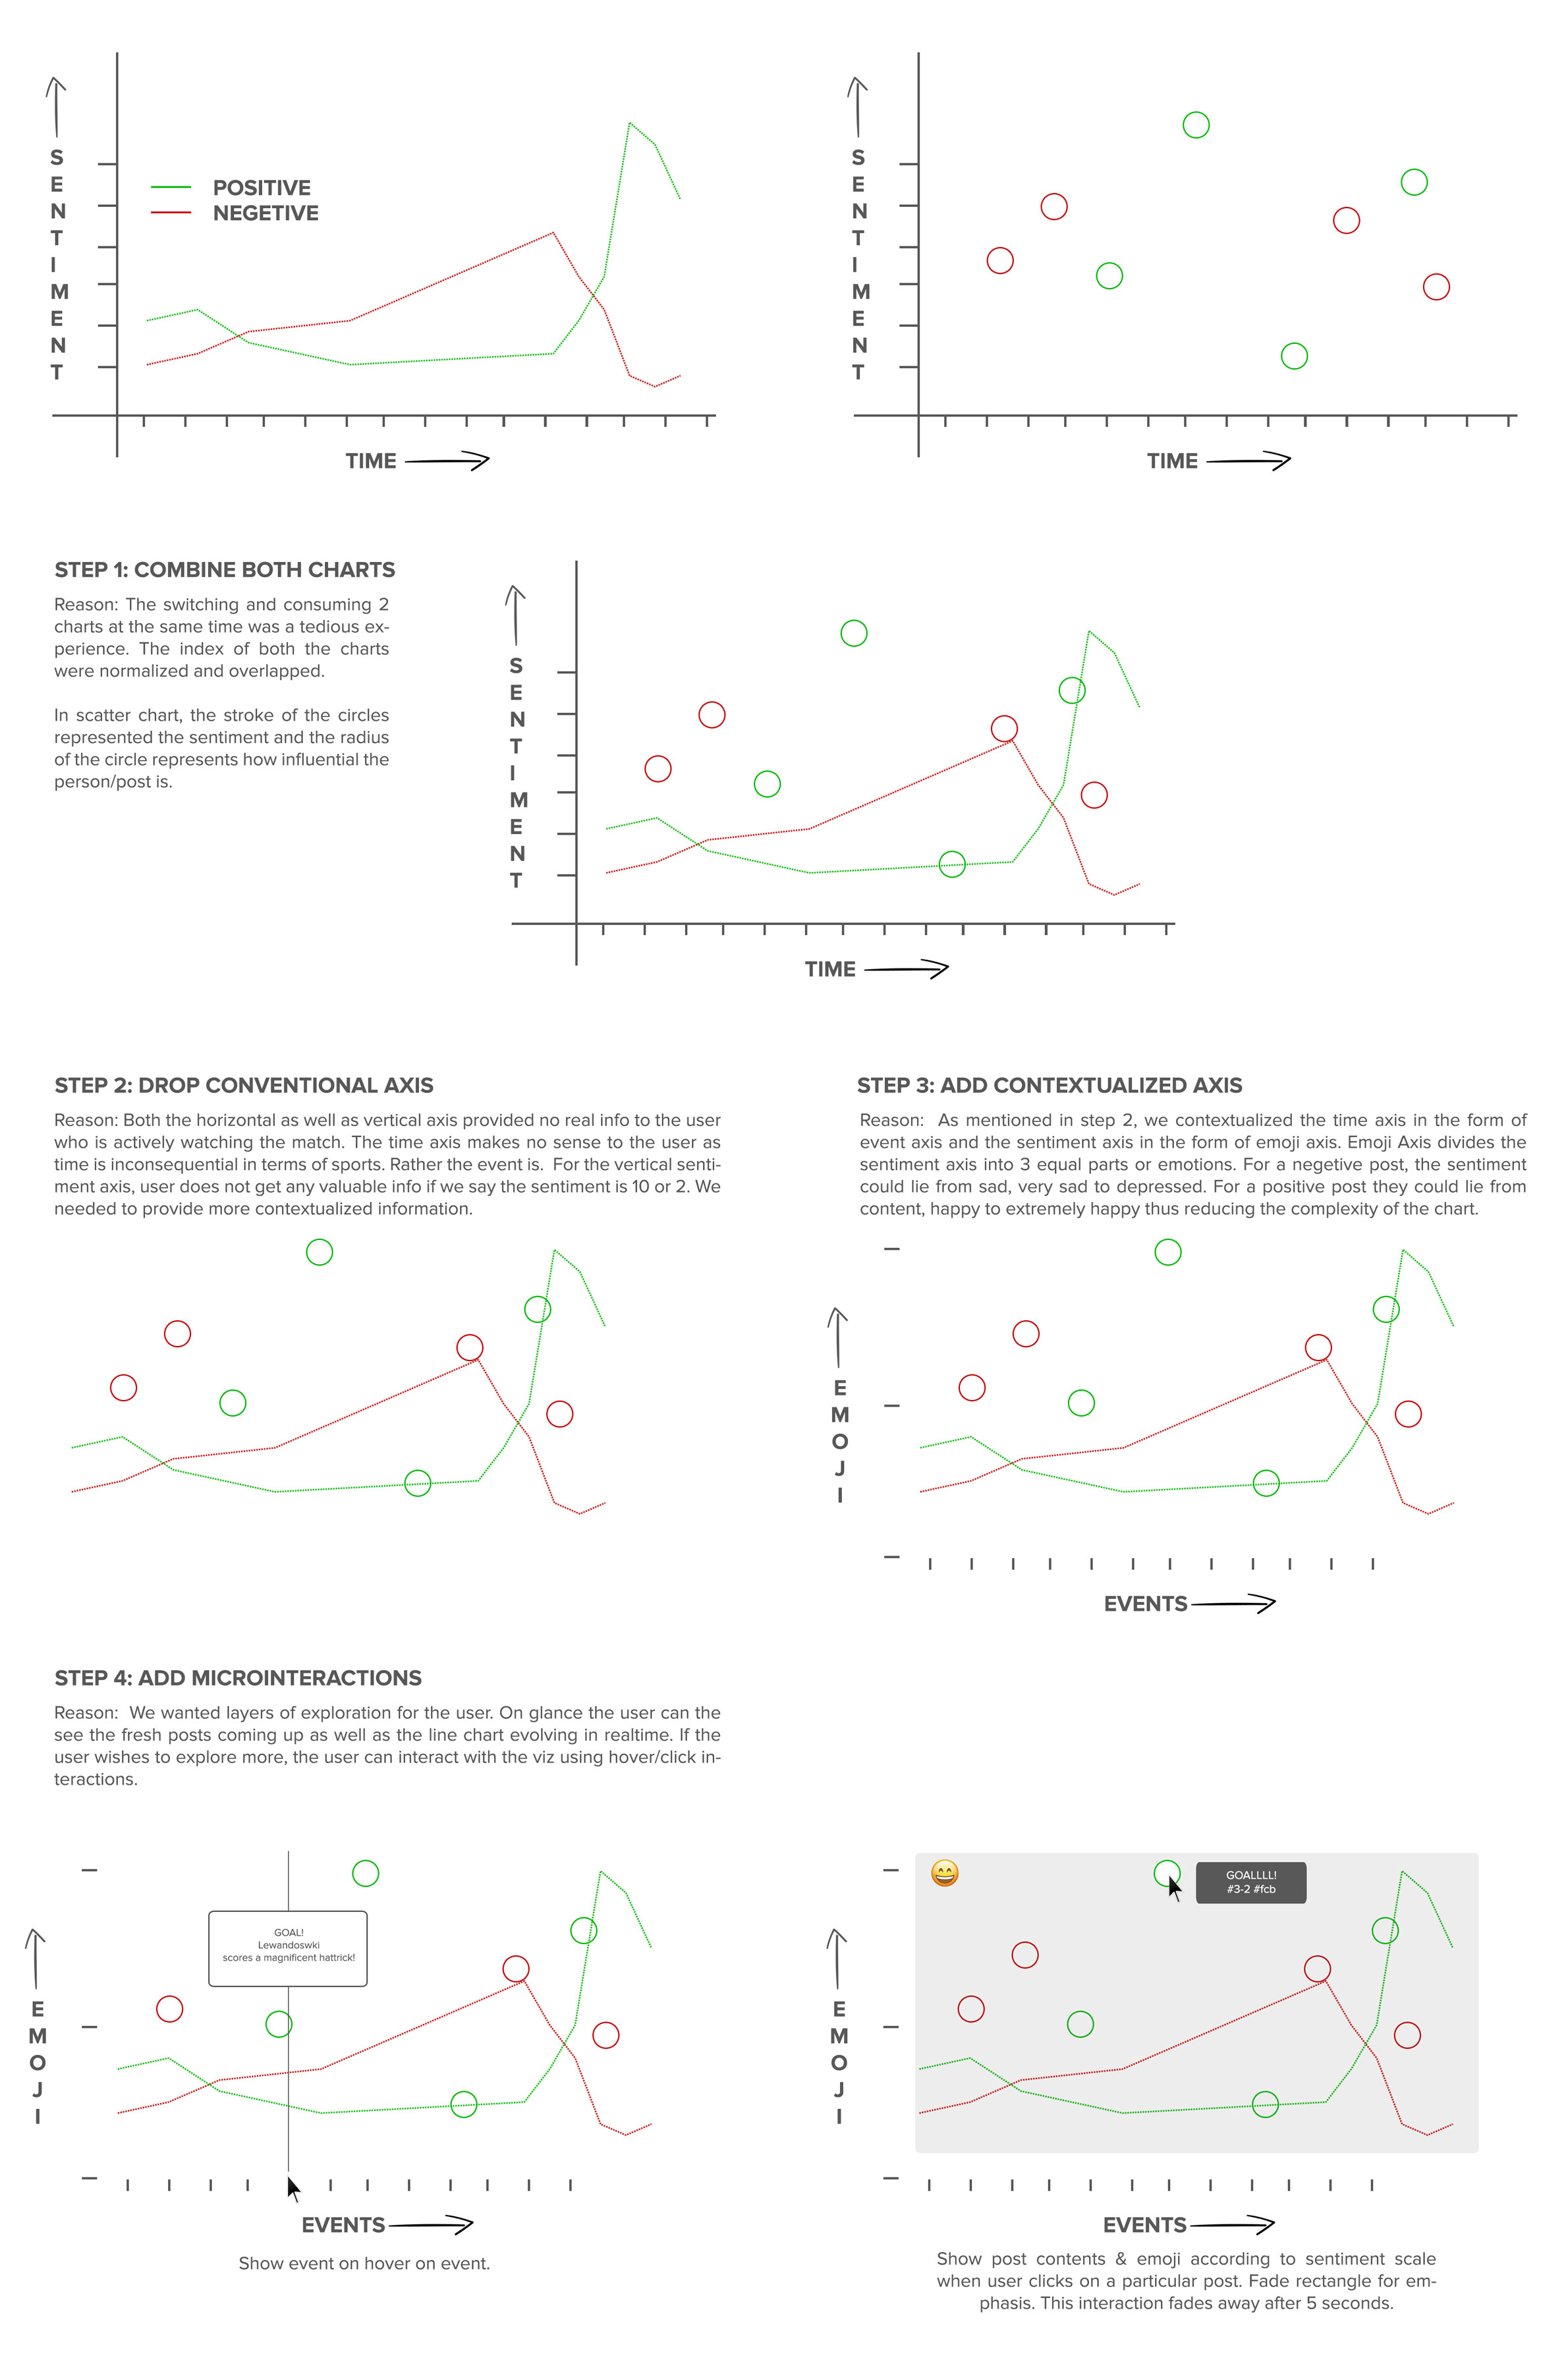 SENTIMENT
POSITIVE
NEGETIVE
TIME
SENTIMENT
TIME
STEP 1: COMBINE BOTH CHARTS
Reason: The switching and consuming 2
charts at the same time was a tedious ex-
perience. The index of both the charts
were normalized and overlapped.
In scatter chart, the stroke of the circles
represented the sentiment and the radius
of the circle represents how influential the
person/post is.
SENTIMENT
TIME
STEP 2: DROP CONVENTIONAL AXIS
Reason: Both the horizontal as well as vertical axis provided no real info to the user
who is actively watching the match. The time axis makes no sense to the user as
time is inconsequential in terms of sports. Rather the event is. For the vertical senti-
ment axis, user does not get any valuable info if we say the sentiment is 10 or 2. We
needed to provide more contextualized information.
STEP 3: ADD CONTEXTUALIZED AXIS
Reason: As mentioned in step 2, we contextualized the time axis in the form of
event axis and the sentiment axis in the form of emoji axis. Emoji Axis divides the
sentiment axis into 3 equal parts or emotions. For a negetive post, the sentiment
could lie from sad, very sad to depressed. For a positive post they could lie from
content, happy to extremely happy thus reducing the complexity of the chart.
EMOJI
EVENTS
STEP 4: ADD MICROINTERACTIONS
Reason: We wanted layers of exploration for the user. On glance the user can the
see the fresh posts coming up as well as the line chart evolving in realtime. If the
user wishes to explore more, the user can interact with the viz using hover/click in-
teractions.
EMOJI
GOAL!
Lewandoswki
scores a magnificent hattrick!
EVENTS
Show event on hover on event.
EMOJI
GOALLLL!
#3-2 #fcb
EVENTS
Show post contents & emoji according to sentiment scale
when user clicks on a particular post. Fade rectangle for em-
phasis. This interaction fades away after 5 seconds.